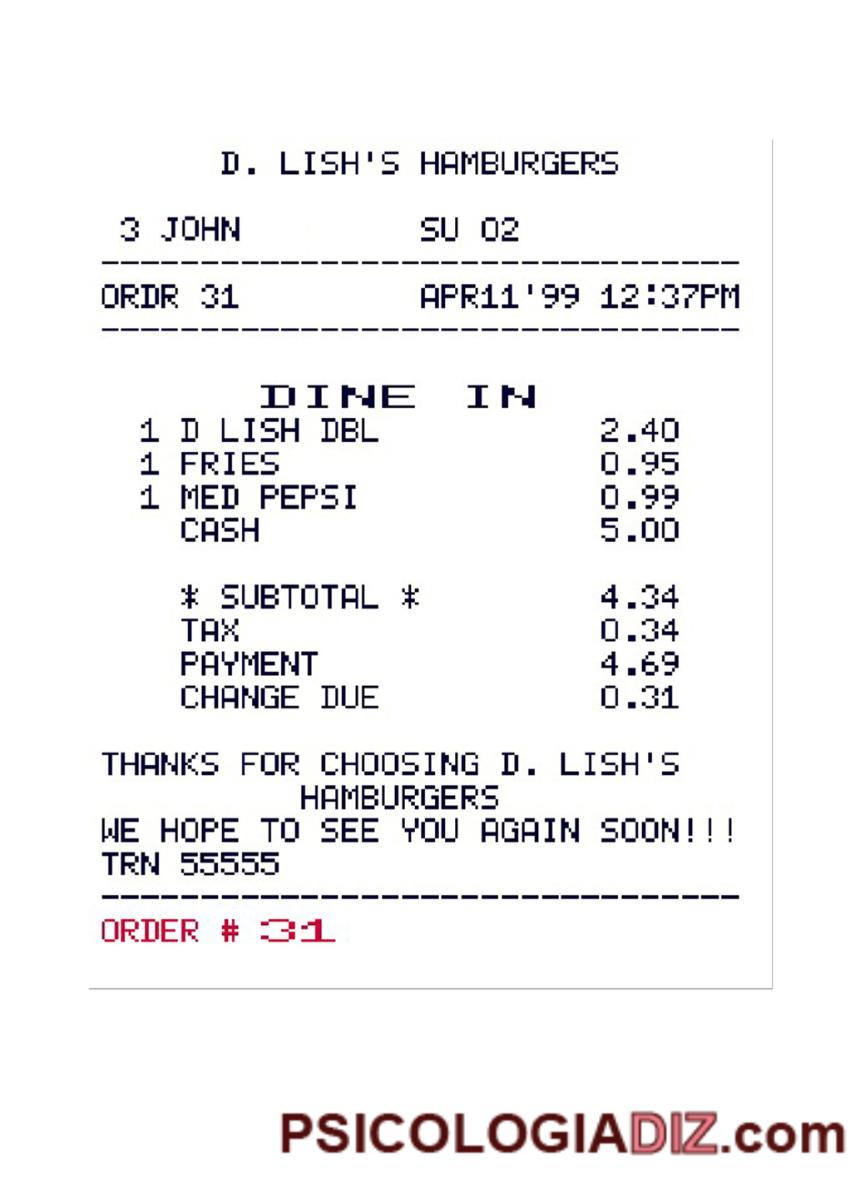 D. LISH'S HAMBURGERS
3 JOHN SU 02
--------------------------------
ORDR 31 APR11'99 12:37PM
--------------------------------
DINE IN
1 D LISH DBL 2.40
1 FRIES 0.95
1 MED PEPSI 0.99
CASH 5.00
* SUBTOTAL * 4.34
TAX 0.34
PAYMENT 4.69
CHANGE DUE 0.31
THANKS FOR CHOOSING D. LISH'S
HAMBURGERS
WE HOPE TO SEE YOU AGAIN SOON!!!
TRN 55555
--------------------------------
ORDER # 31
PSICOLOGIADIZ.com